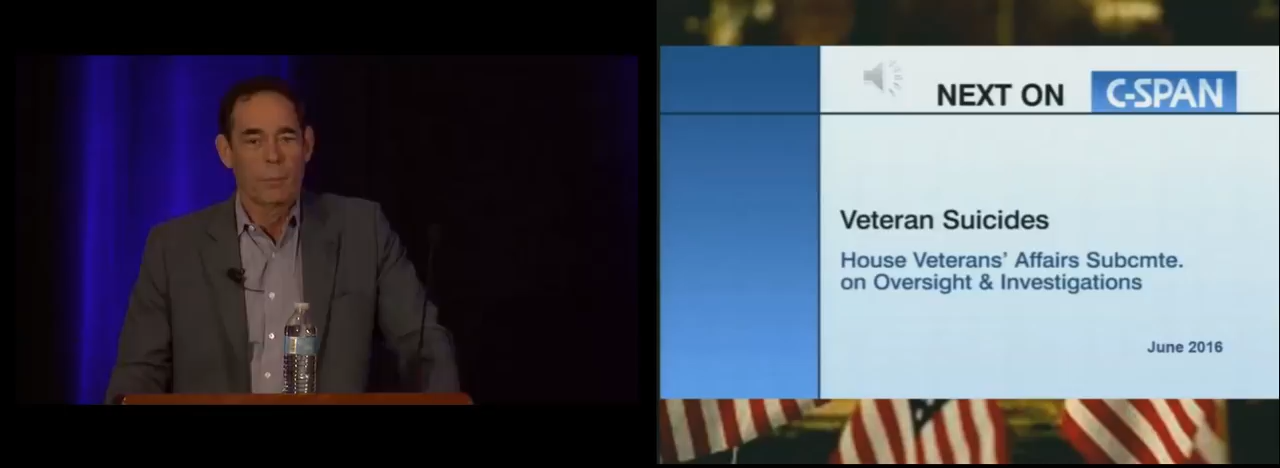 NEXT ON C-SPAN
Veteran Suicides
House Veterans' Affairs Subcmte.
on Oversight & Investigations
June 2016